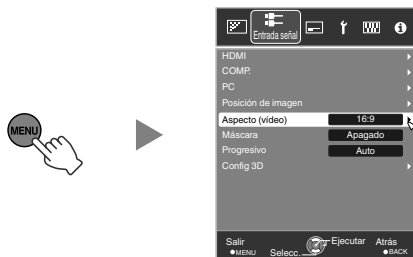 MENU
Entrada señal
HDMI
COMP.
PC
Posición de imagen
Aspecto (vídeo) 16:9
Máscara Apagado
Progresivo Auto
Config 3D
Salir Ejecutar Atrás
MENU Selecc. BACK